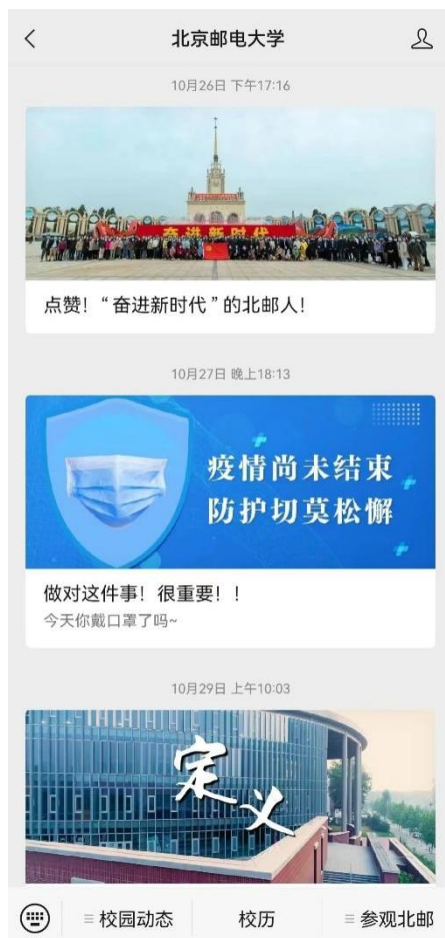 北京邮电大学
10月26日 下午17:16
奋进新时代
点赞！“奋进新时代”的北邮人！
10月27日 晚上18:13
疫情尚未结束
防护切莫松懈
做对这件事！很重要！！
今天你戴口罩了吗~
10月29日 上午10:03
定义
校园动态
校历
参观北邮